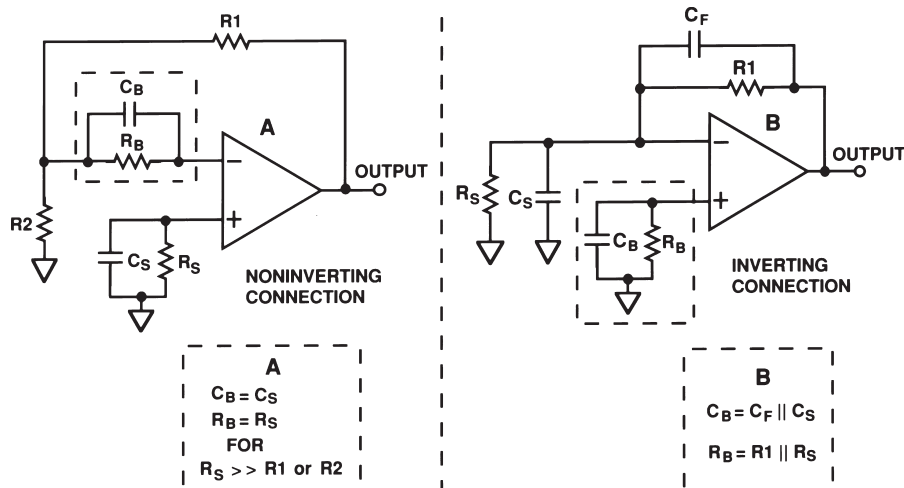 R1
C_B
R_B
A
−
+
OUTPUT
R2
C_S
R_S
NONINVERTING
CONNECTION
A
C_B = C_S
R_B = R_S
FOR
R_S >> R1 or R2
C_F
R1
B
−
+
OUTPUT
R_S
C_S
C_B
R_B
INVERTING
CONNECTION
B
C_B = C_F || C_S
R_B = R1 || R_S